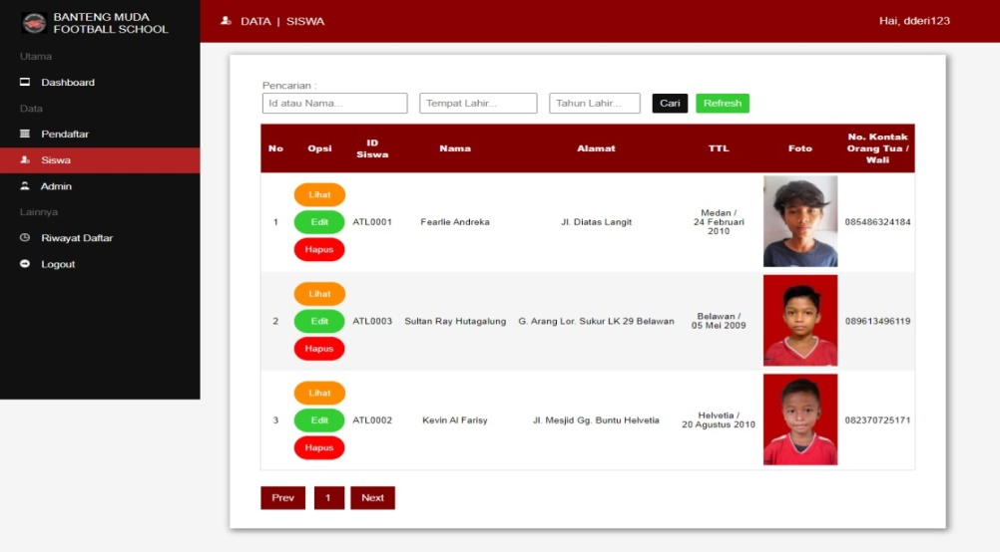 BANTENG MUDA
FOOTBALL SCHOOL
DATA | SISWA
Hai, dderi123
Utama
Dashboard
Data
Pendaftar
Siswa
Admin
Lainnya
Riwayat Daftar
Logout
Pencarian :
Id atau Nama...
Tempat Lahir...
Tahun Lahir...
Cari
Refresh
No
Opsi
ID
Siswa
Nama
Alamat
TTL
Foto
No. Kontak
Orang Tua /
Wali
1
Lihat
Edit
Hapus
ATL0001
Fearlie Andreka
Jl. Diatas Langit
Medan /
24 Februari
2010
085486324184
2
Lihat
Edit
Hapus
ATL0003
Sultan Ray Hutagalung
G. Arang Lor. Sukur LK 29 Belawan
Belawan /
05 Mei 2009
089613496119
3
Lihat
Edit
Hapus
ATL0002
Kevin Al Farisy
Jl. Mesjid Gg. Buntu Helvetia
Helvetia /
20 Agustus 2010
082370725171
Prev
1
Next